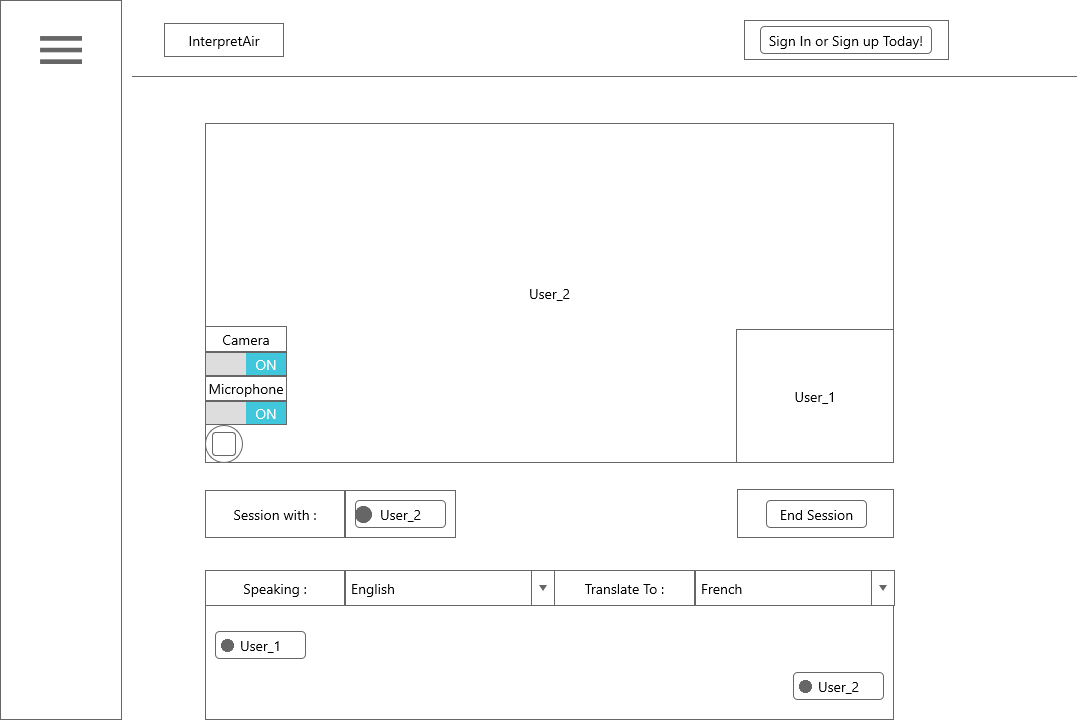 InterpretAir
Sign In or Sign up Today!
User_2
Camera
ON
Microphone
ON
User_1
Session with :
User_2
End Session
Speaking :
English
Translate To :
French
User_1
User_2